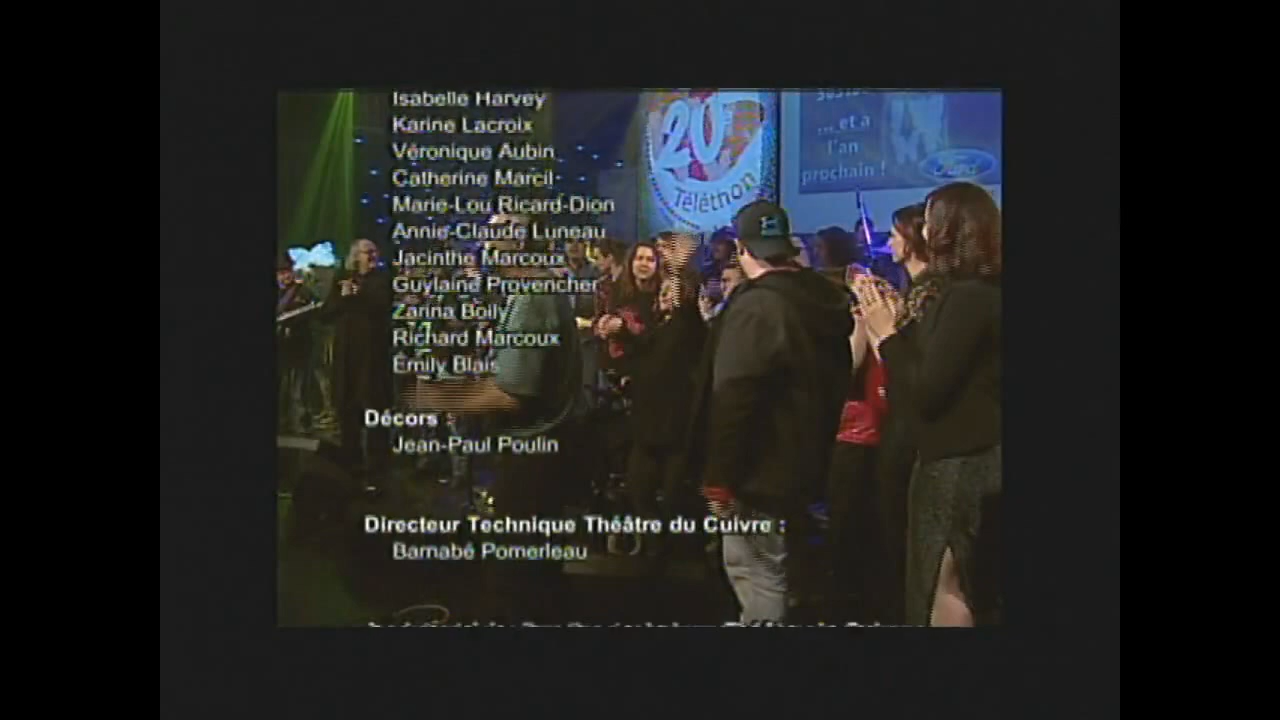 Isabelle Harvey
Karine Lacroix
Véronique Aubin
Catherine Marcil
Marie-Lou Ricard-Dion
Annie-Claude Luneau
Jacinthe Marcoux
Guylaine Provencher
Zarina Boily
Richard Marcoux
Émily Blais
Décors :
Jean-Paul Poulin
Directeur Technique Théâtre du Cuivre :
Barnabé Pomerleau
20
Téléthon
... et à
l'an
prochain !
Ford